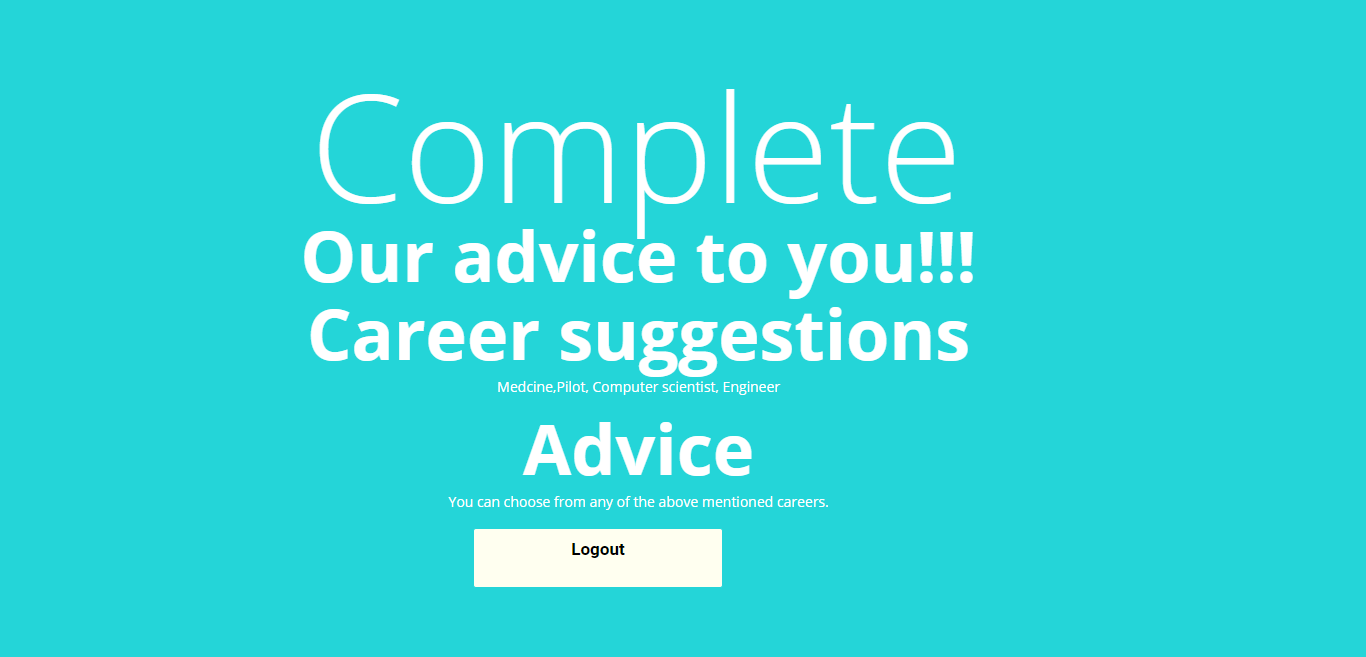 Complete
Our advice to you!!!
Career suggestions
Medcine,Pilot, Computer scientist, Engineer
Advice
You can choose from any of the above mentioned careers.
Logout